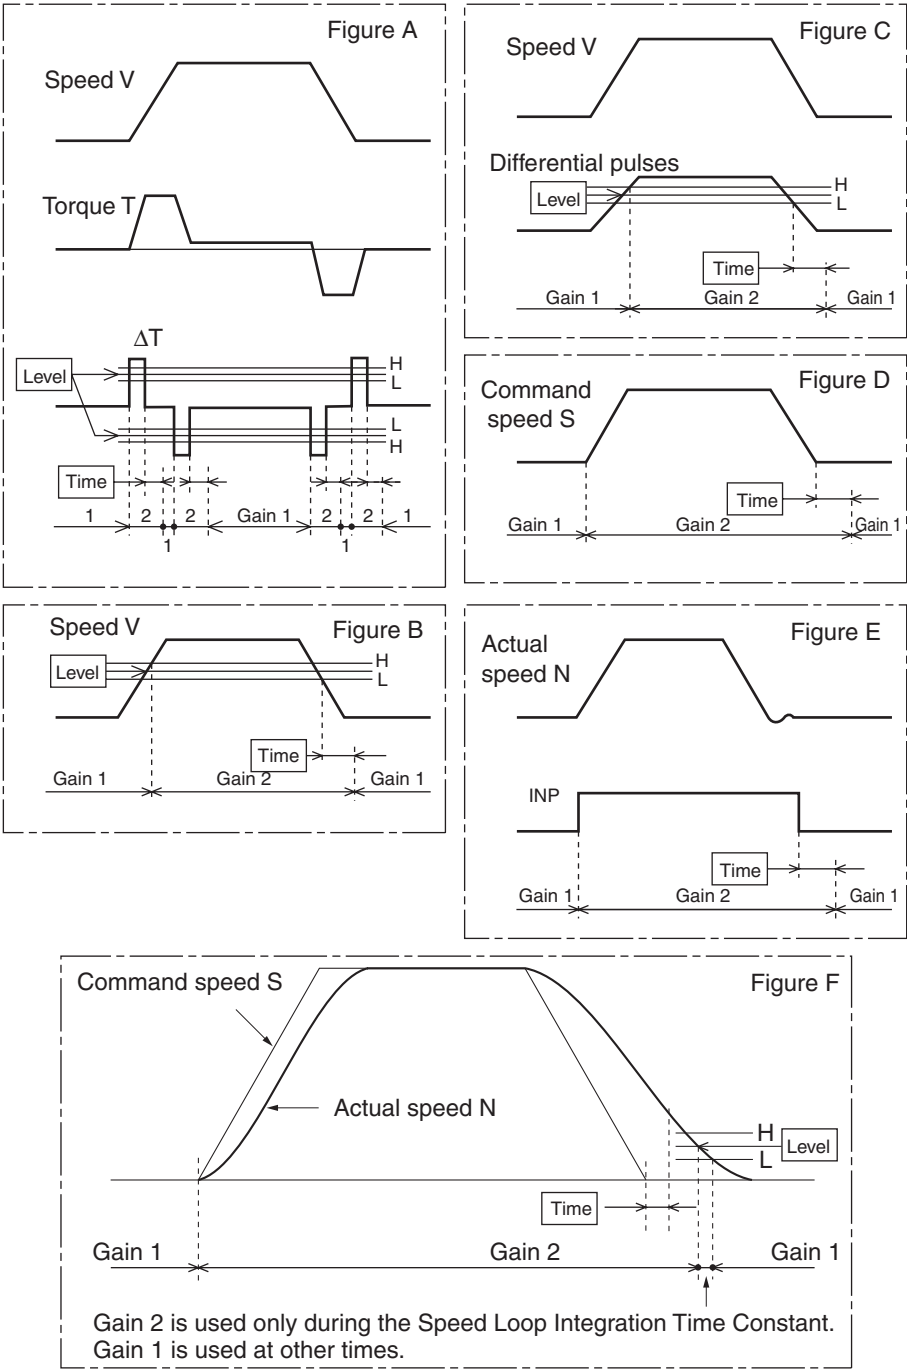 Figure A
Speed V
Torque T
ΔT
Level
H
L
L
H
Time
1 2 2 Gain 1 2 2 1
1 1
Figure B
Speed V
Level
H
L
Time
Gain 1 Gain 2 Gain 1
Figure C
Speed V
Differential pulses
Level
H
L
Time
Gain 1 Gain 2 Gain 1
Figure D
Command
speed S
Time
Gain 1 Gain 2 Gain 1
Figure E
Actual
speed N
INP
Time
Gain 1 Gain 2 Gain 1
Figure F
Command speed S
Actual speed N
H
Level
L
Time
Gain 1 Gain 2 Gain 1
Gain 2 is used only during the Speed Loop Integration Time Constant.
Gain 1 is used at other times.